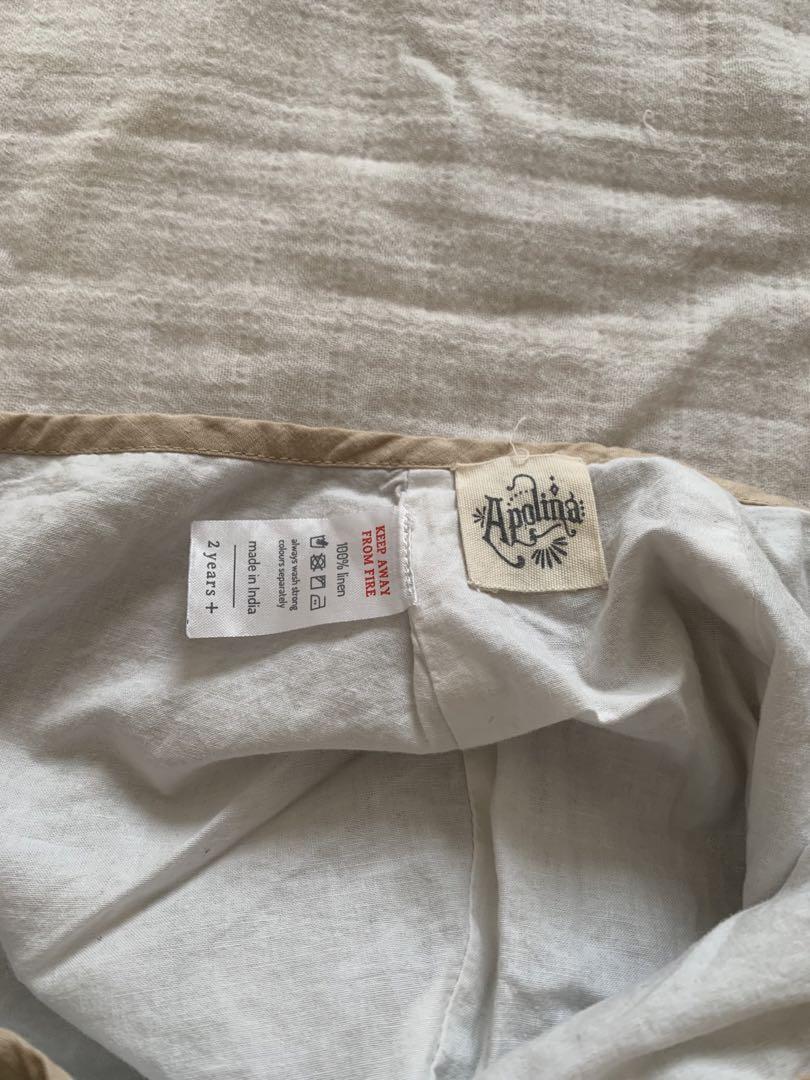 Apolina
KEEP AWAY
FROM FIRE
100% linen
always wash strong
colours separately
made in India
2 years +